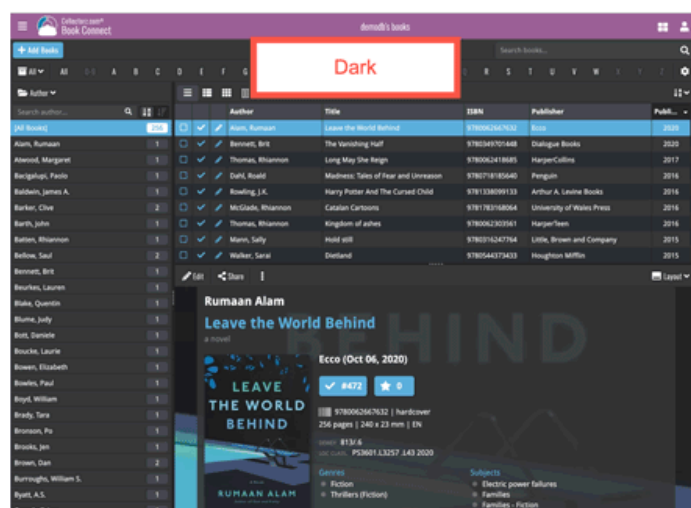 Collectorz.com®
Book Connect
demodb's books
Add Books
Dark
Search books...
All
All
0-9
A
B
C
D
E
F
G
R
S
T
U
V
W
X
Y
Z
Author
Search author...
[All Books] 256
Alam, Rumaan 1
Atwood, Margaret 1
Bacigalupi, Paolo 1
Baldwin, James A. 1
Barker, Clive 2
Barth, John 1
Batten, Rhiannon 1
Bellow, Saul 2
Bennett, Brit 1
Beurkes, Lauren 1
Blake, Quentin 1
Blume, Judy 1
Bott, Daniele 1
Boucke, Laurie 1
Bowen, Elizabeth 1
Bowles, Paul 1
Boyd, William 1
Brady, Tara 1
Bronson, Po 1
Brooks, Jen 1
Brown, Dan 2
Burroughs, William S. 1
Byatt, A.S. 1
Author Title ISBN Publisher Publi...
Alam, Rumaan Leave the World Behind 9780062667632 Ecco 2020
Bennett, Brit The Vanishing Half 9780349701448 Dialogue Books 2020
Thomas, Rhiannon Long May She Reign 9780062418685 HarperCollins 2017
Dahl, Roald Madness: Tales of Fear and Unreason 9780718185640 Penguin 2016
Rowling, J.K. Harry Potter And The Cursed Child 9781338099133 Arthur A. Levine Books 2016
McGlade, Rhiannon Catalan Cartoons 9781783168064 University of Wales Press 2016
Thomas, Rhiannon Kingdom of ashes 9780062303561 HarperTeen 2016
Mann, Sally Hold still 9780316247764 Little, Brown and Company 2015
Walker, Sarai Dietland 9780544373433 Houghton Mifflin 2015
Edit Share Layout
Rumaan Alam
Leave the World Behind
a novel
BEHIND
LEAVE
THE WORLD
BEHIND
A NOVEL
RUMAAN ALAM
Ecco (Oct 06, 2020)
#472
0
9780062667632 | hardcover
256 pages | 240 x 23 mm | EN
DEWEY 813/.6
LOC CLASS. PS3601.L3257 .L43 2020
Genres
Fiction
Thrillers (Fiction)
Subjects
Electric power failures
Families
Families - Fiction